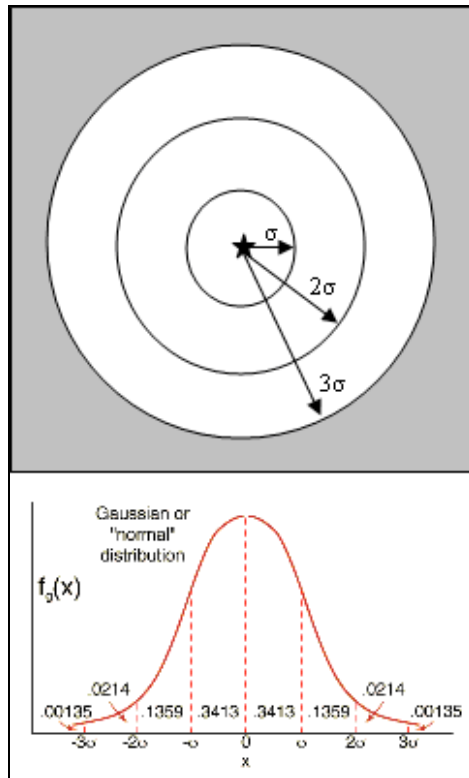 σ
2σ
3σ
Gaussian or
"normal"
distribution
f_g(x)
.0214 .0214
.00135 .1359 .3413 .3413 .1359 .00135
-3σ -2σ -σ 0 σ 2σ 3σ
x